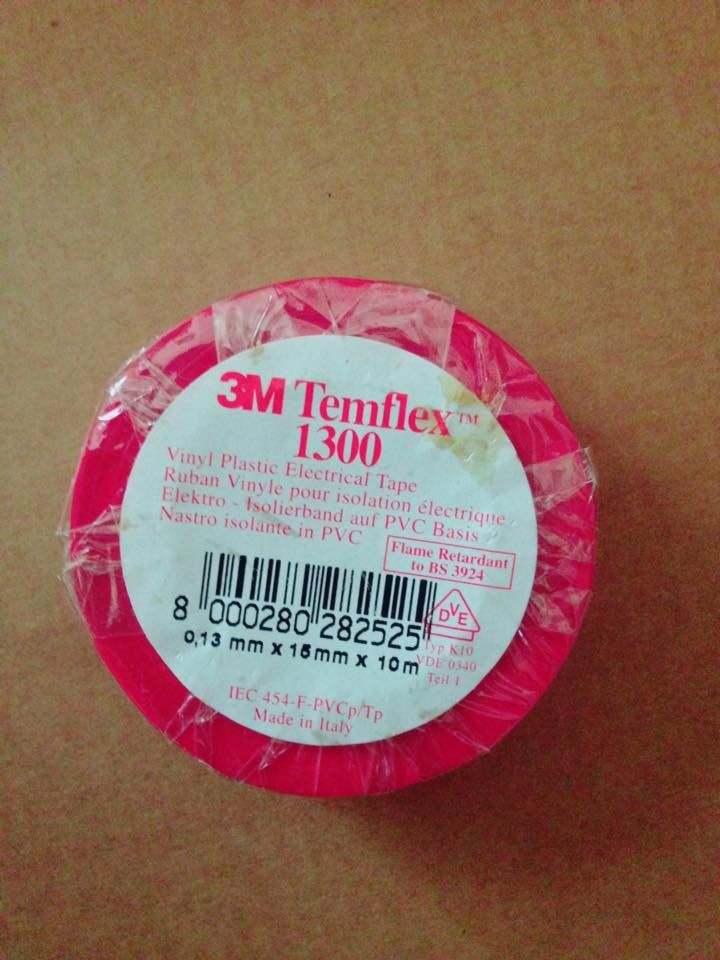 3M Temflex™
1300
Vinyl Plastic Electrical Tape
Ruban Vinyle pour isolation électrique
Elektro - Isolierband auf PVC Basis
Nastro isolante in PVC
Flame Retardant
to BS 3924
8 000280 282525
DVE
Typ K10
VDE 0340
Teil 1
0,13 mm x 15mm x 10m
IEC 454-F-PVCp/Tp
Made in Italy